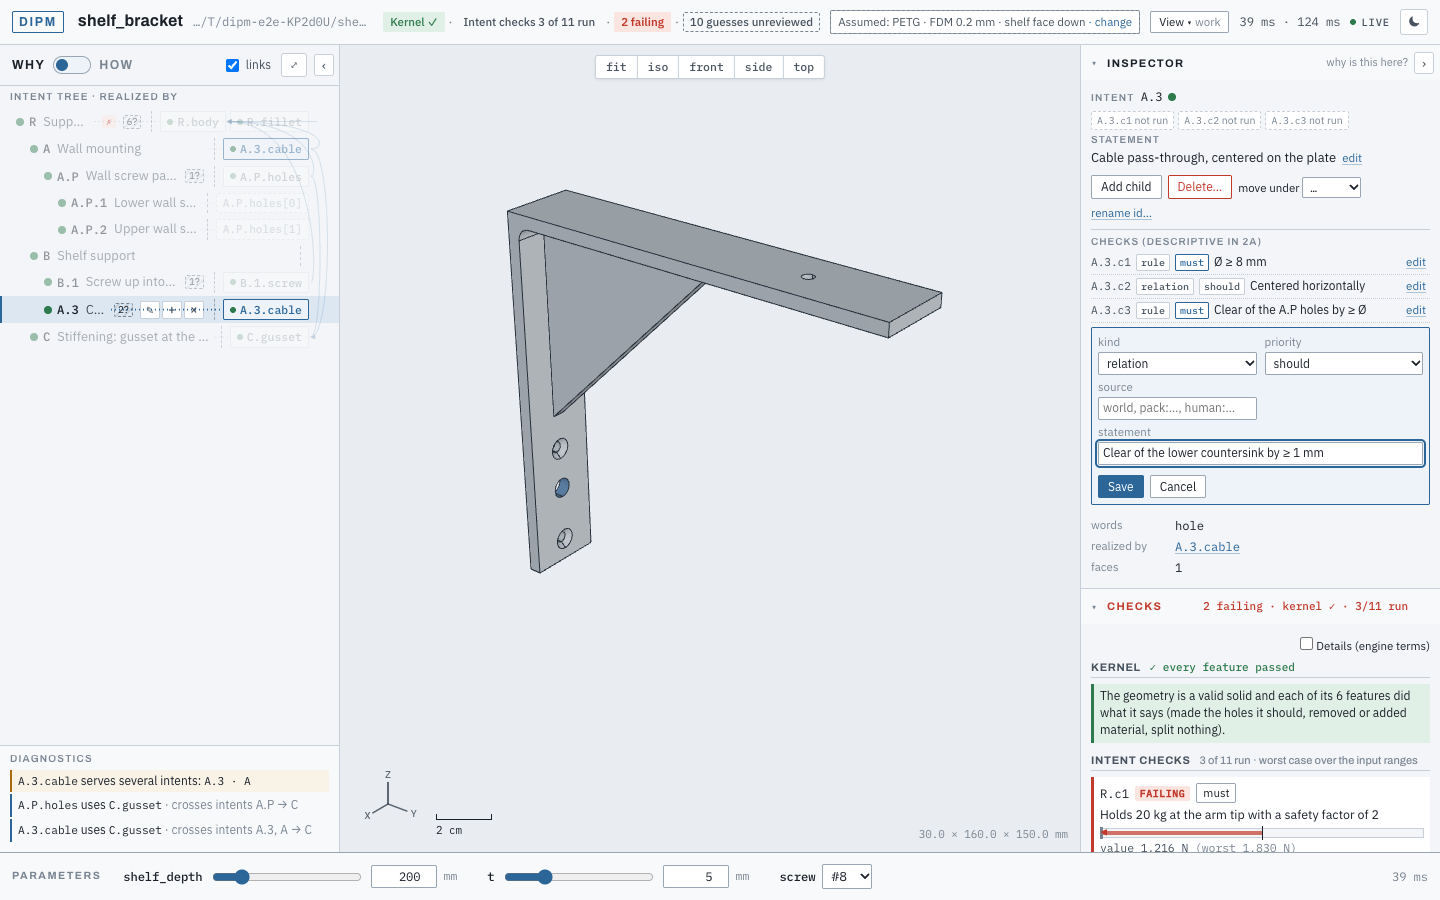 DIPM shelf_bracket …/T/dipm-e2e-KP2d0U/she… Kernel ✓ · Intent checks 3 of 11 run · 2 failing · 10 guesses unreviewed Assumed: PETG · FDM 0.2 mm · shelf face down · change View • work 39 ms · 124 ms LIVE
WHY HOW links
INTENT TREE · REALIZED BY
R Supp… ✗ 6? R.body R.fillet
A Wall mounting A.3.cable
A.P Wall screw pa… 1? A.P.holes
A.P.1 Lower wall s… A.P.holes[0]
A.P.2 Upper wall s… A.P.holes[1]
B Shelf support
B.1 Screw up into… 1? B.1.screw
A.3 C… 2? A.3.cable
C Stiffening: gusset at the … C.gusset
DIAGNOSTICS
A.3.cable serves several intents: A.3 · A
A.P.holes uses C.gusset · crosses intents A.P → C
A.3.cable uses C.gusset · crosses intents A.3, A → C
fit iso front side top
Z
X Y
2 cm
30.0 × 160.0 × 150.0 mm
INSPECTOR why is this here?
INTENT A.3
A.3.c1 not run A.3.c2 not run A.3.c3 not run
STATEMENT
Cable pass-through, centered on the plate edit
Add child Delete… move under …
rename id…
CHECKS (DESCRIPTIVE IN 2A)
A.3.c1 rule must Ø ≥ 8 mm edit
A.3.c2 relation should Centered horizontally edit
A.3.c3 rule must Clear of the A.P holes by ≥ Ø edit
kind priority
relation should
source
world, pack:…, human:…
statement
Clear of the lower countersink by ≥ 1 mm
Save Cancel
words hole
realized by A.3.cable
faces 1
CHECKS 2 failing · kernel ✓ · 3/11 run
Details (engine terms)
KERNEL ✓ every feature passed
The geometry is a valid solid and each of its 6 features did
what it says (made the holes it should, removed or added
material, split nothing).
INTENT CHECKS 3 of 11 run · worst case over the input ranges
R.c1 FAILING must
Holds 20 kg at the arm tip with a safety factor of 2
value 1.216 N (worst 1.830 N)
PARAMETERS shelf_depth 200 mm t 5 mm screw #8 39 ms